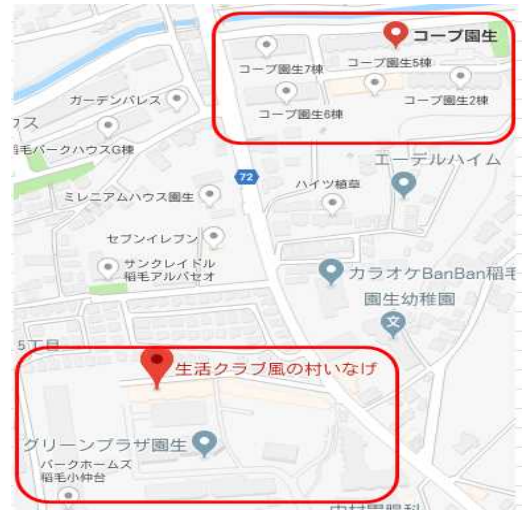 コープ園生
コープ園生7棟
コープ園生5棟
コープ園生6棟
コープ園生2棟
ガーデンパレス
ウス
稲毛パークハウスG棟
エーデルハイム
72
ハイツ植草
ミレニアムハウス園生
セブンイレブン
サンクレイドル
稲毛アルバセオ
カラオケBanBan稲毛
園生幼稚園
文
5丁目
生活クラブ風の村いなげ
グリーンプラザ園生
パークホームズ
稲毛小仲台